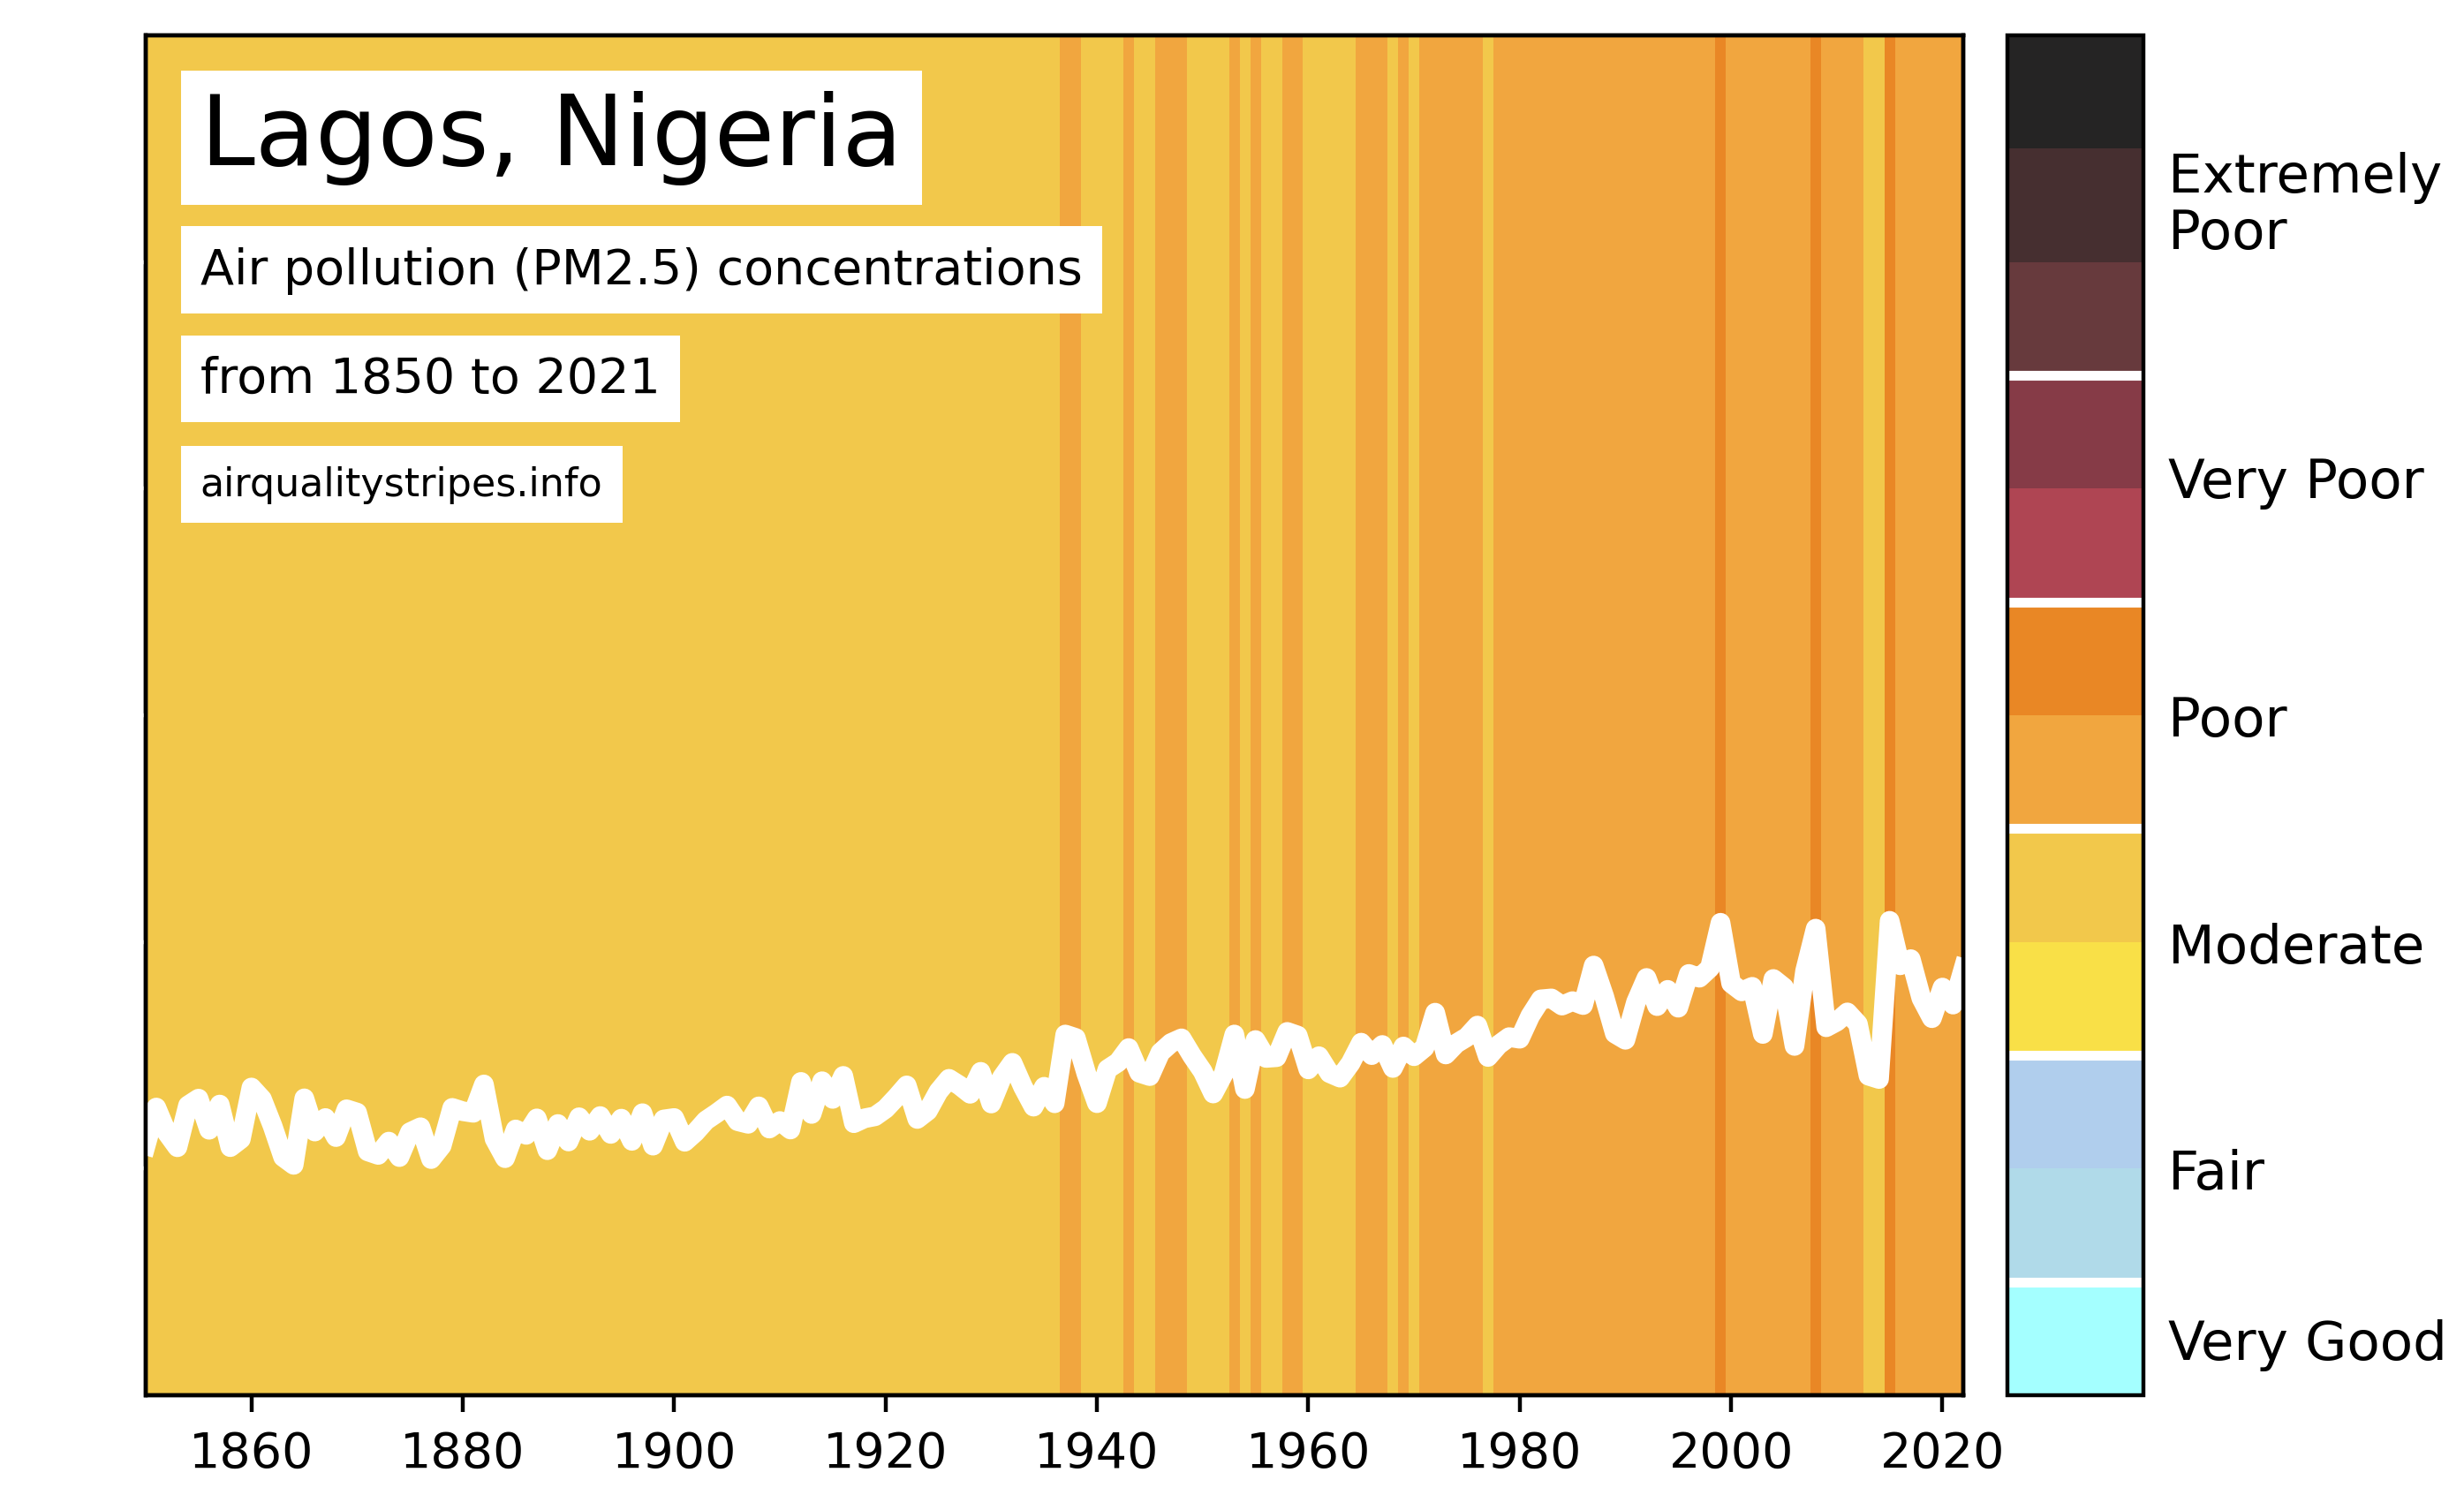 Lagos, Nigeria
Air pollution (PM2.5) concentrations
from 1850 to 2021
airqualitystripes.info
Extremely
Poor
Very Poor
Poor
Moderate
Fair
Very Good
1860 1880 1900 1920 1940 1960 1980 2000 2020